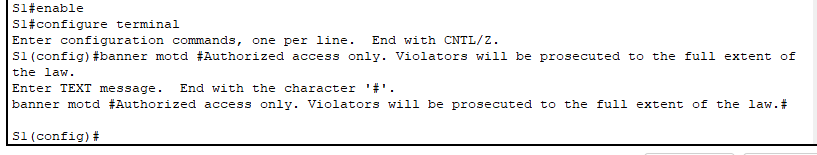 S1#enable
S1#configure terminal
Enter configuration commands, one per line.  End with CNTL/Z.
S1(config)#banner motd #Authorized access only. Violators will be prosecuted to the full extent of
the law.
Enter TEXT message.  End with the character '#'.
banner motd #Authorized access only. Violators will be prosecuted to the full extent of the law.#
S1(config)#